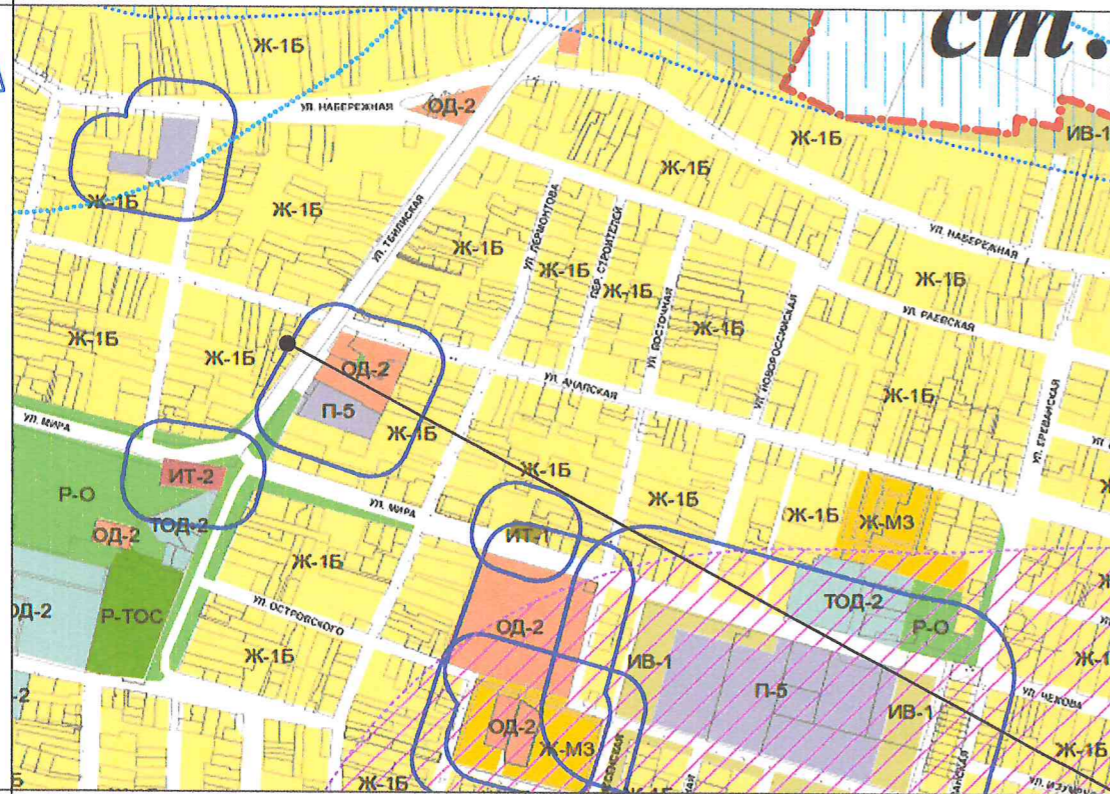 ст.
Ж-1Б
УЛ. НАБЕРЕЖНАЯ
ОД-2
Ж-1Б
ИВ-1
Ж-1Б
Ж-1Б
Ж-1Б
УЛ. ТБИЛИСКАЯ
Ж-1Б
УЛ. ЛЕРМОНТОВА
ПЕР. СТРОИТЕЛЕЙ
УЛ. НАБЕРЕЖНАЯ
Ж-1Б
Ж-1Б
Ж-1Б
УЛ. ВОСТОЧНАЯ
УЛ. НОВОРОССИЙСКАЯ
УЛ. РАЕВСКАЯ
Ж-1Б
Ж-1Б
Ж-1Б
ОД-2
УЛ. АНАПСКАЯ
Ж-1Б
УЛ. ЕРЕВАНСКАЯ
П-5
УЛ. МИРА
Ж-1Б
Ж-1Б
ИТ-2
Р-О
УЛ. МИРА
Ж-1Б
Ж-1Б
Ж-МЗ
ТОД-2
ОД-2
ИТ-1
Ж-1Б
ОД-2
Р-ТОС
УЛ. ОСТРОВСКОГО
ТОД-2
Р-О
ОД-2
Ж-1Б
ИВ-1
П-5
ИВ-1
УЛ. ЧЕХОВА
ОД-2
Ж-МЗ
Ж-1Б
Ж-1Б